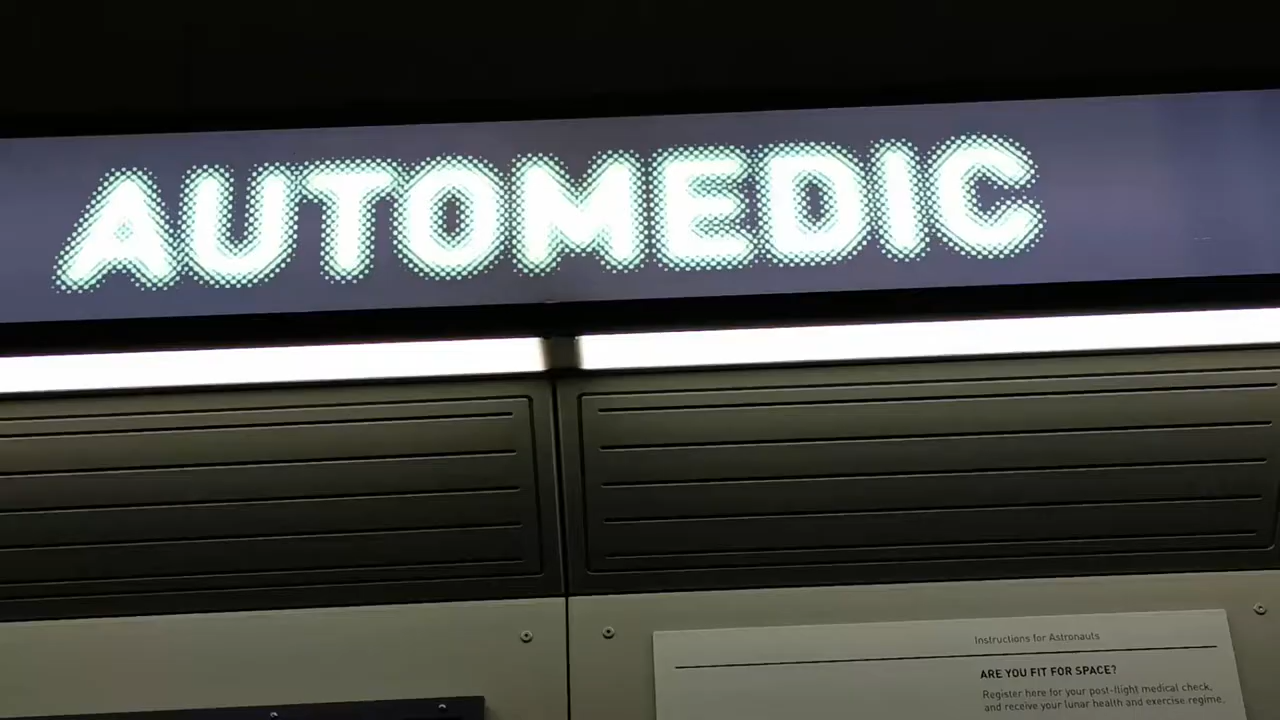 AUTOMEDIC
Instructions for Astronauts
ARE YOU FIT FOR SPACE?
Register here for your post-flight medical check,
and receive your lunar health and exercise regime.